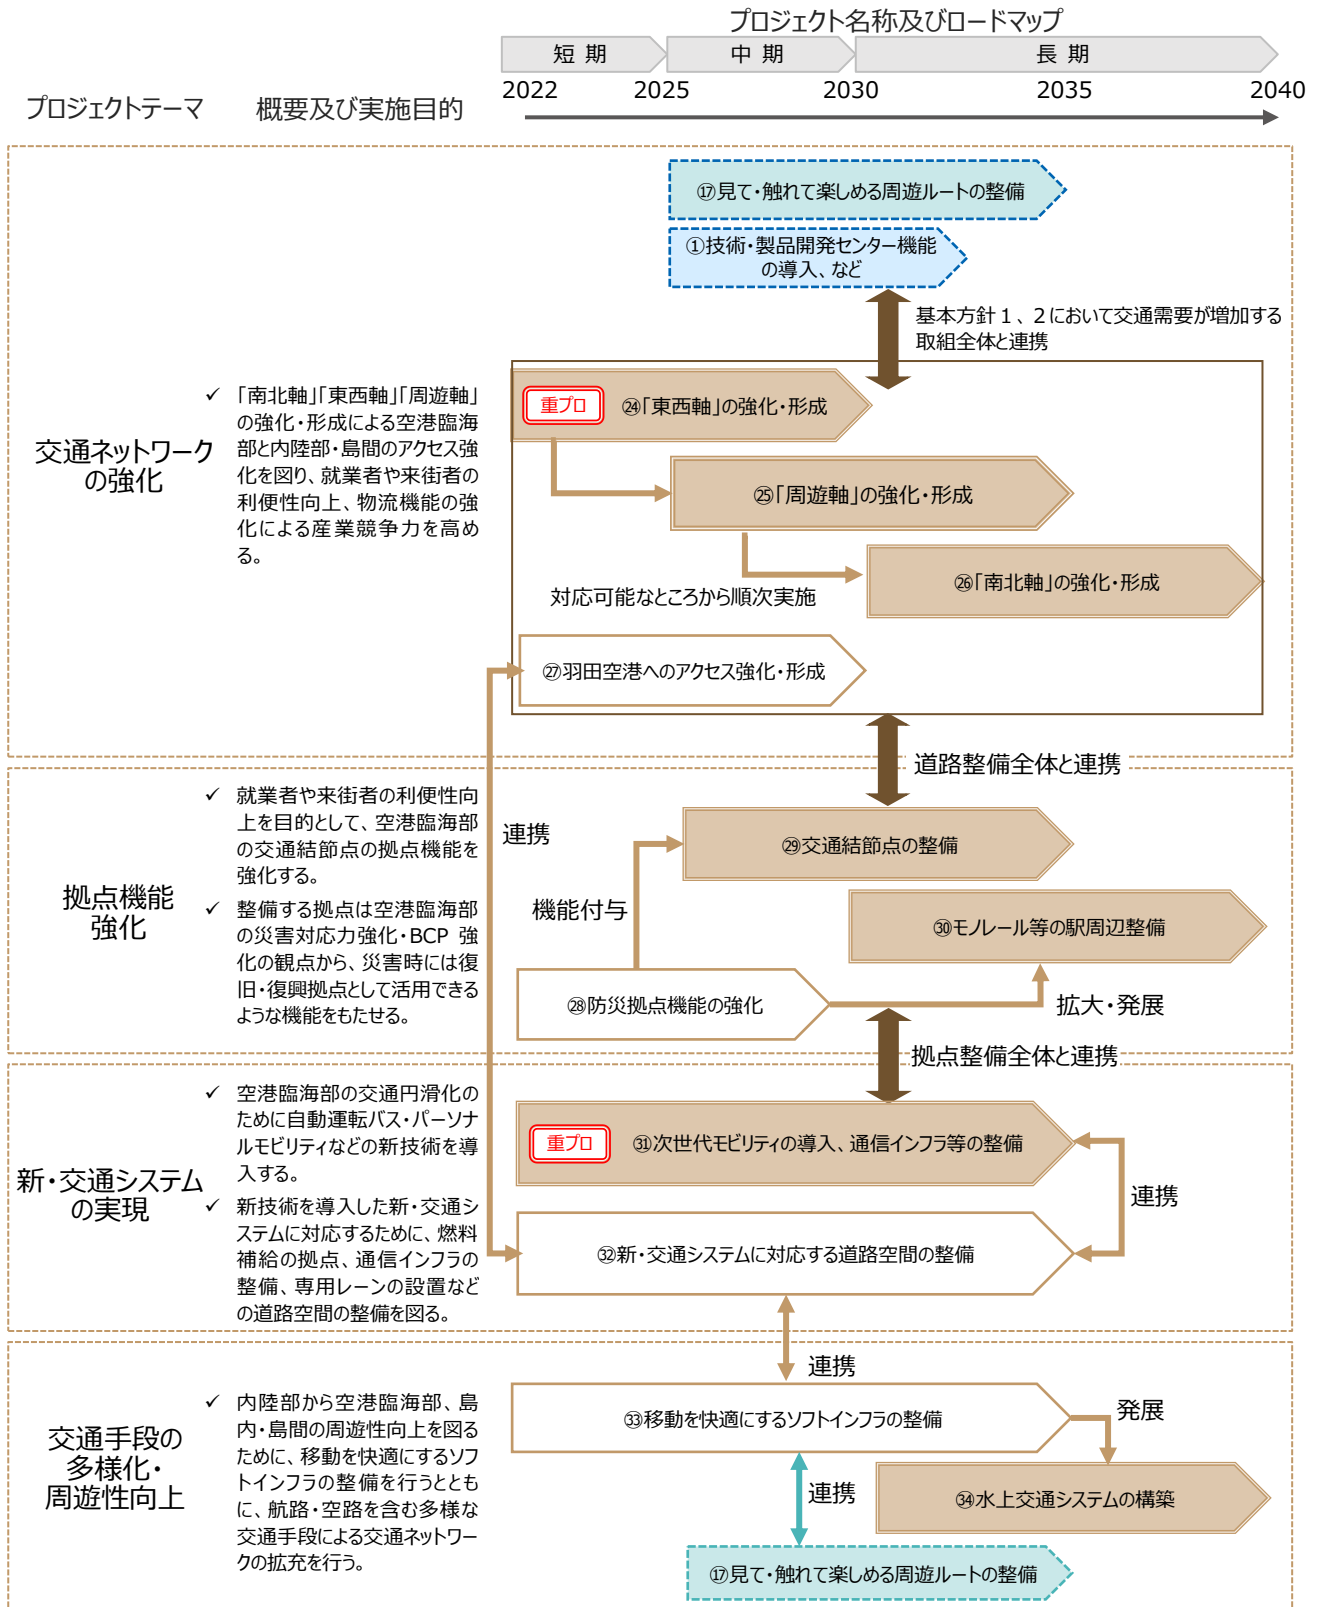 プロジェクト名称及びロードマップ
短 期
中 期
長 期
2022
2025
2030
2035
2040
プロジェクトテーマ
概要及び実施目的
⑰見て・触れて楽しめる周遊ルートの整備
①技術・製品開発センター機能
の導入、など
基本方針１、２において交通需要が増加する
取組全体と連携
交通ネットワーク
の強化
✓ 「南北軸」「東西軸」「周遊軸」
の強化・形成による空港臨海
部と内陸部・島間のアクセス強
化を図り、就業者や来街者の
利便性向上、物流機能の強
化による産業競争力を高め
る。
重プロ
㉔「東西軸」の強化・形成
㉕「周遊軸」の強化・形成
㉖「南北軸」の強化・形成
対応可能なところから順次実施
㉗羽田空港へのアクセス強化・形成
道路整備全体と連携
拠点機能
強化
✓ 就業者や来街者の利便性向
上を目的として、空港臨海部
の交通結節点の拠点機能を
強化する。
✓ 整備する拠点は空港臨海部
の災害対応力強化・BCP 強
化の観点から、災害時には復
旧・復興拠点として活用できる
ような機能をもたせる。
連携
㉙交通結節点の整備
機能付与
㉚モノレール等の駅周辺整備
㉘防災拠点機能の強化
拡大・発展
拠点整備全体と連携
新・交通システム
の実現
✓ 空港臨海部の交通円滑化の
ために自動運転バス・パーソナ
ルモビリティなどの新技術を導
入する。
✓ 新技術を導入した新・交通シ
ステムに対応するために、燃料
補給の拠点、通信インフラの
整備、専用レーンの設置など
の道路空間の整備を図る。
重プロ
㉛次世代モビリティの導入、通信インフラ等の整備
連携
㉜新・交通システムに対応する道路空間の整備
連携
交通手段の
多様化・
周遊性向上
✓ 内陸部から空港臨海部、島
内・島間の周遊性向上を図る
ために、移動を快適にするソフ
トインフラの整備を行うととも
に、航路・空路を含む多様な
交通手段による交通ネットワー
クの拡充を行う。
㉝移動を快適にするソフトインフラの整備
発展
連携
㉞水上交通システムの構築
⑰見て・触れて楽しめる周遊ルートの整備